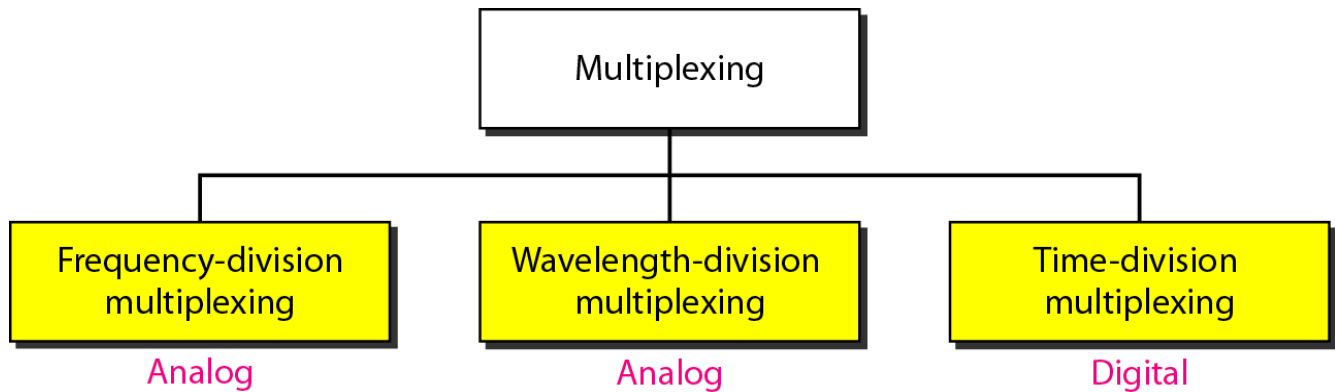 Multiplexing
Frequency-division
multiplexing
Wavelength-division
multiplexing
Time-division
multiplexing
Analog
Analog
Digital